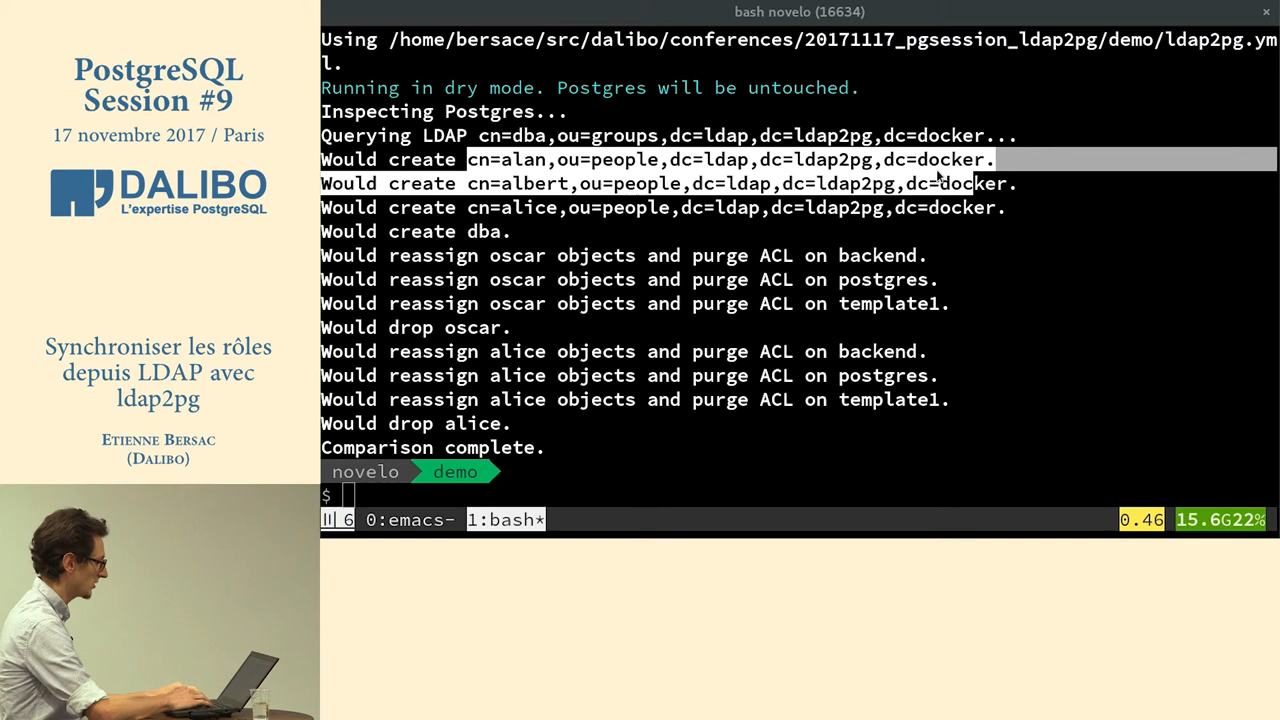 PostgreSQL
Session #9
17 novembre 2017 / Paris
DALIBO
L'expertise PostgreSQL
Synchroniser les rôles
depuis LDAP avec
ldap2pg
Etienne Bersac
(Dalibo)
bash novelo (16634)
×
Using /home/bersace/src/dalibo/conferences/20171117_pgsession_ldap2pg/demo/ldap2pg.ym
l.
Running in dry mode. Postgres will be untouched.
Inspecting Postgres...
Querying LDAP cn=dba,ou=groups,dc=ldap,dc=ldap2pg,dc=docker...
Would create cn=alan,ou=people,dc=ldap,dc=ldap2pg,dc=docker.
Would create cn=albert,ou=people,dc=ldap,dc=ldap2pg,dc=docker.
Would create cn=alice,ou=people,dc=ldap,dc=ldap2pg,dc=docker.
Would create dba.
Would reassign oscar objects and purge ACL on backend.
Would reassign oscar objects and purge ACL on postgres.
Would reassign oscar objects and purge ACL on template1.
Would drop oscar.
Would reassign alice objects and purge ACL on backend.
Would reassign alice objects and purge ACL on postgres.
Would reassign alice objects and purge ACL on template1.
Would drop alice.
Comparison complete.
novelo demo
$
6 0:emacs- 1:bash* 0.46 15.6G22%